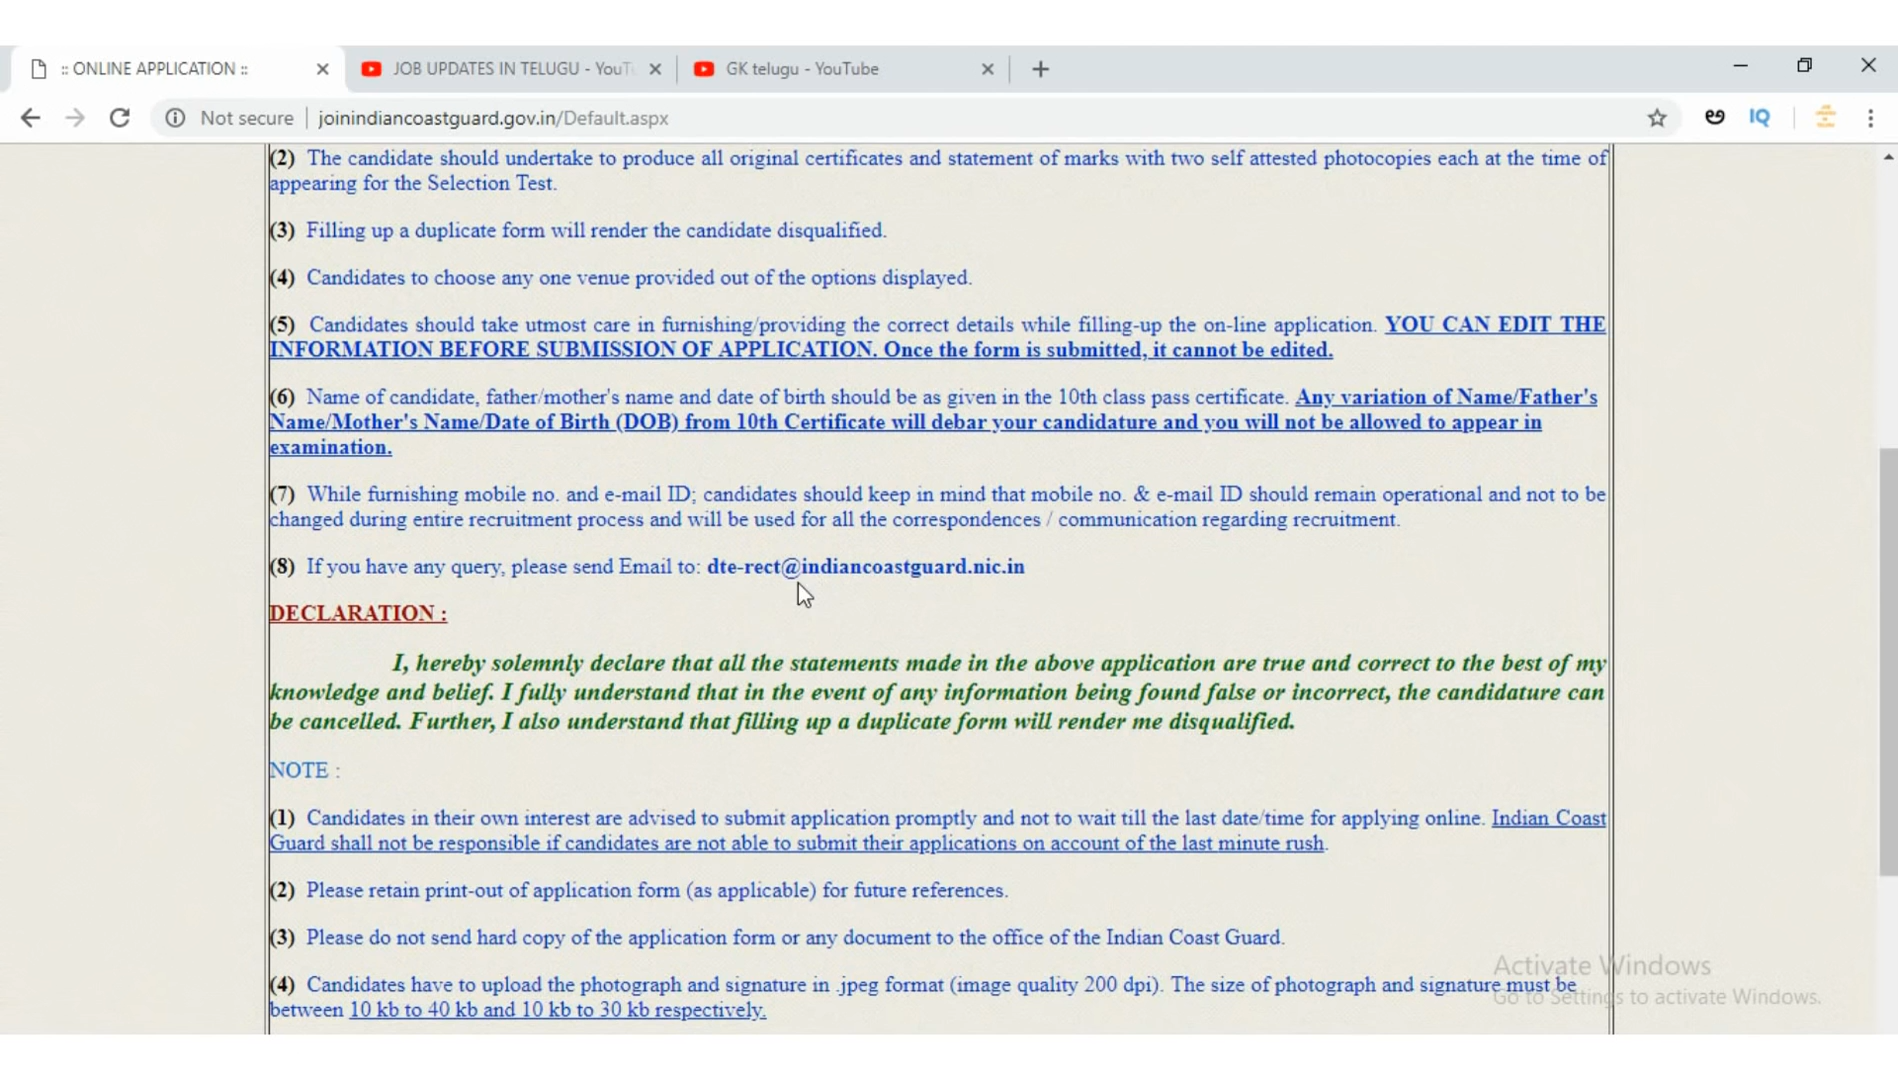 :: ONLINE APPLICATION ::
JOB UPDATES IN TELUGU - YouT
GK telugu - YouTube
Not secure
joinindiancoastguard.gov.in/Default.aspx
IQ
(2) The candidate should undertake to produce all original certificates and statement of marks with two self attested photocopies each at the time of
appearing for the Selection Test.
(3) Filling up a duplicate form will render the candidate disqualified.
(4) Candidates to choose any one venue provided out of the options displayed.
(5) Candidates should take utmost care in furnishing/providing the correct details while filling-up the on-line application. YOU CAN EDIT THE
INFORMATION BEFORE SUBMISSION OF APPLICATION. Once the form is submitted, it cannot be edited.
(6) Name of candidate, father/mother's name and date of birth should be as given in the 10th class pass certificate. Any variation of Name/Father's
Name/Mother's Name/Date of Birth (DOB) from 10th Certificate will debar your candidature and you will not be allowed to appear in
examination.
(7) While furnishing mobile no. and e-mail ID; candidates should keep in mind that mobile no. & e-mail ID should remain operational and not to be
changed during entire recruitment process and will be used for all the correspondences / communication regarding recruitment.
(8) If you have any query, please send Email to: dte-rect@indiancoastguard.nic.in
DECLARATION :
I, hereby solemnly declare that all the statements made in the above application are true and correct to the best of my
knowledge and belief. I fully understand that in the event of any information being found false or incorrect, the candidature can
be cancelled. Further, I also understand that filling up a duplicate form will render me disqualified.
NOTE :
(1) Candidates in their own interest are advised to submit application promptly and not to wait till the last date/time for applying online. Indian Coast
Guard shall not be responsible if candidates are not able to submit their applications on account of the last minute rush.
(2) Please retain print-out of application form (as applicable) for future references.
(3) Please do not send hard copy of the application form or any document to the office of the Indian Coast Guard.
(4) Candidates have to upload the photograph and signature in .jpeg format (image quality 200 dpi). The size of photograph and signature must be
between 10 kb to 40 kb and 10 kb to 30 kb respectively.
Activate Windows
Go to Settings to activate Windows.